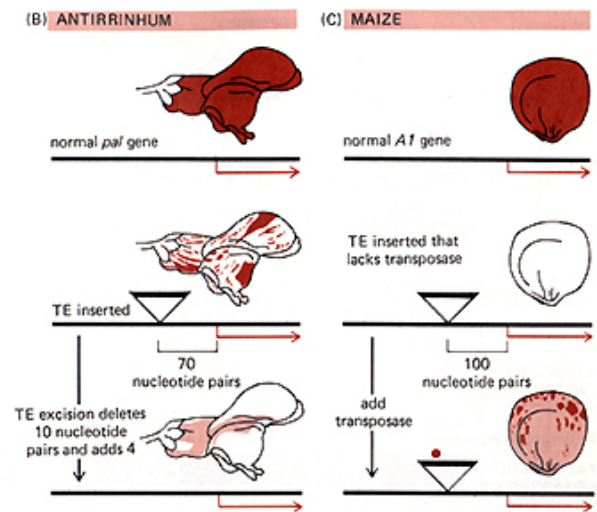 (B) ANTIRRINHUM
normal pal gene
TE inserted
70
nucleotide pairs
TE excision deletes
10 nucleotide
pairs and adds 4
(C) MAIZE
normal A1 gene
TE inserted that
lacks transposase
100
nucleotide pairs
add
transposase